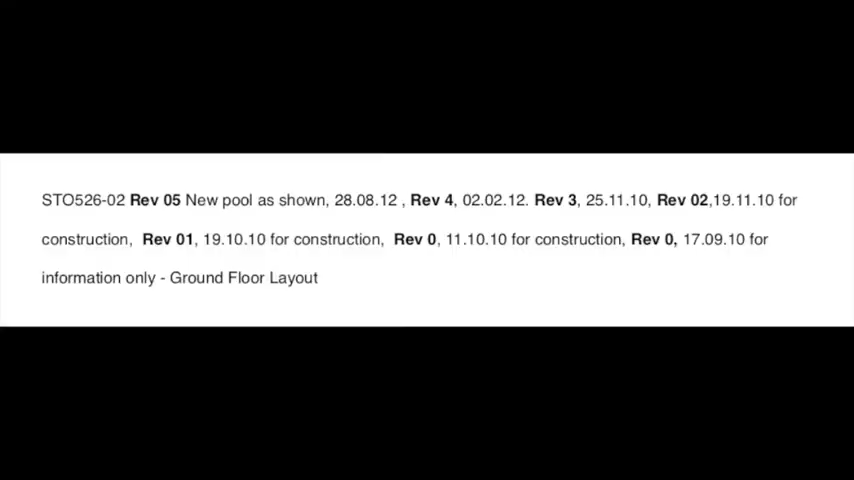 STO526-02 Rev 05 New pool as shown, 28.08.12 , Rev 4, 02.02.12. Rev 3, 25.11.10, Rev 02,19.11.10 for
construction, Rev 01, 19.10.10 for construction, Rev 0, 11.10.10 for construction, Rev 0, 17.09.10 for
information only - Ground Floor Layout